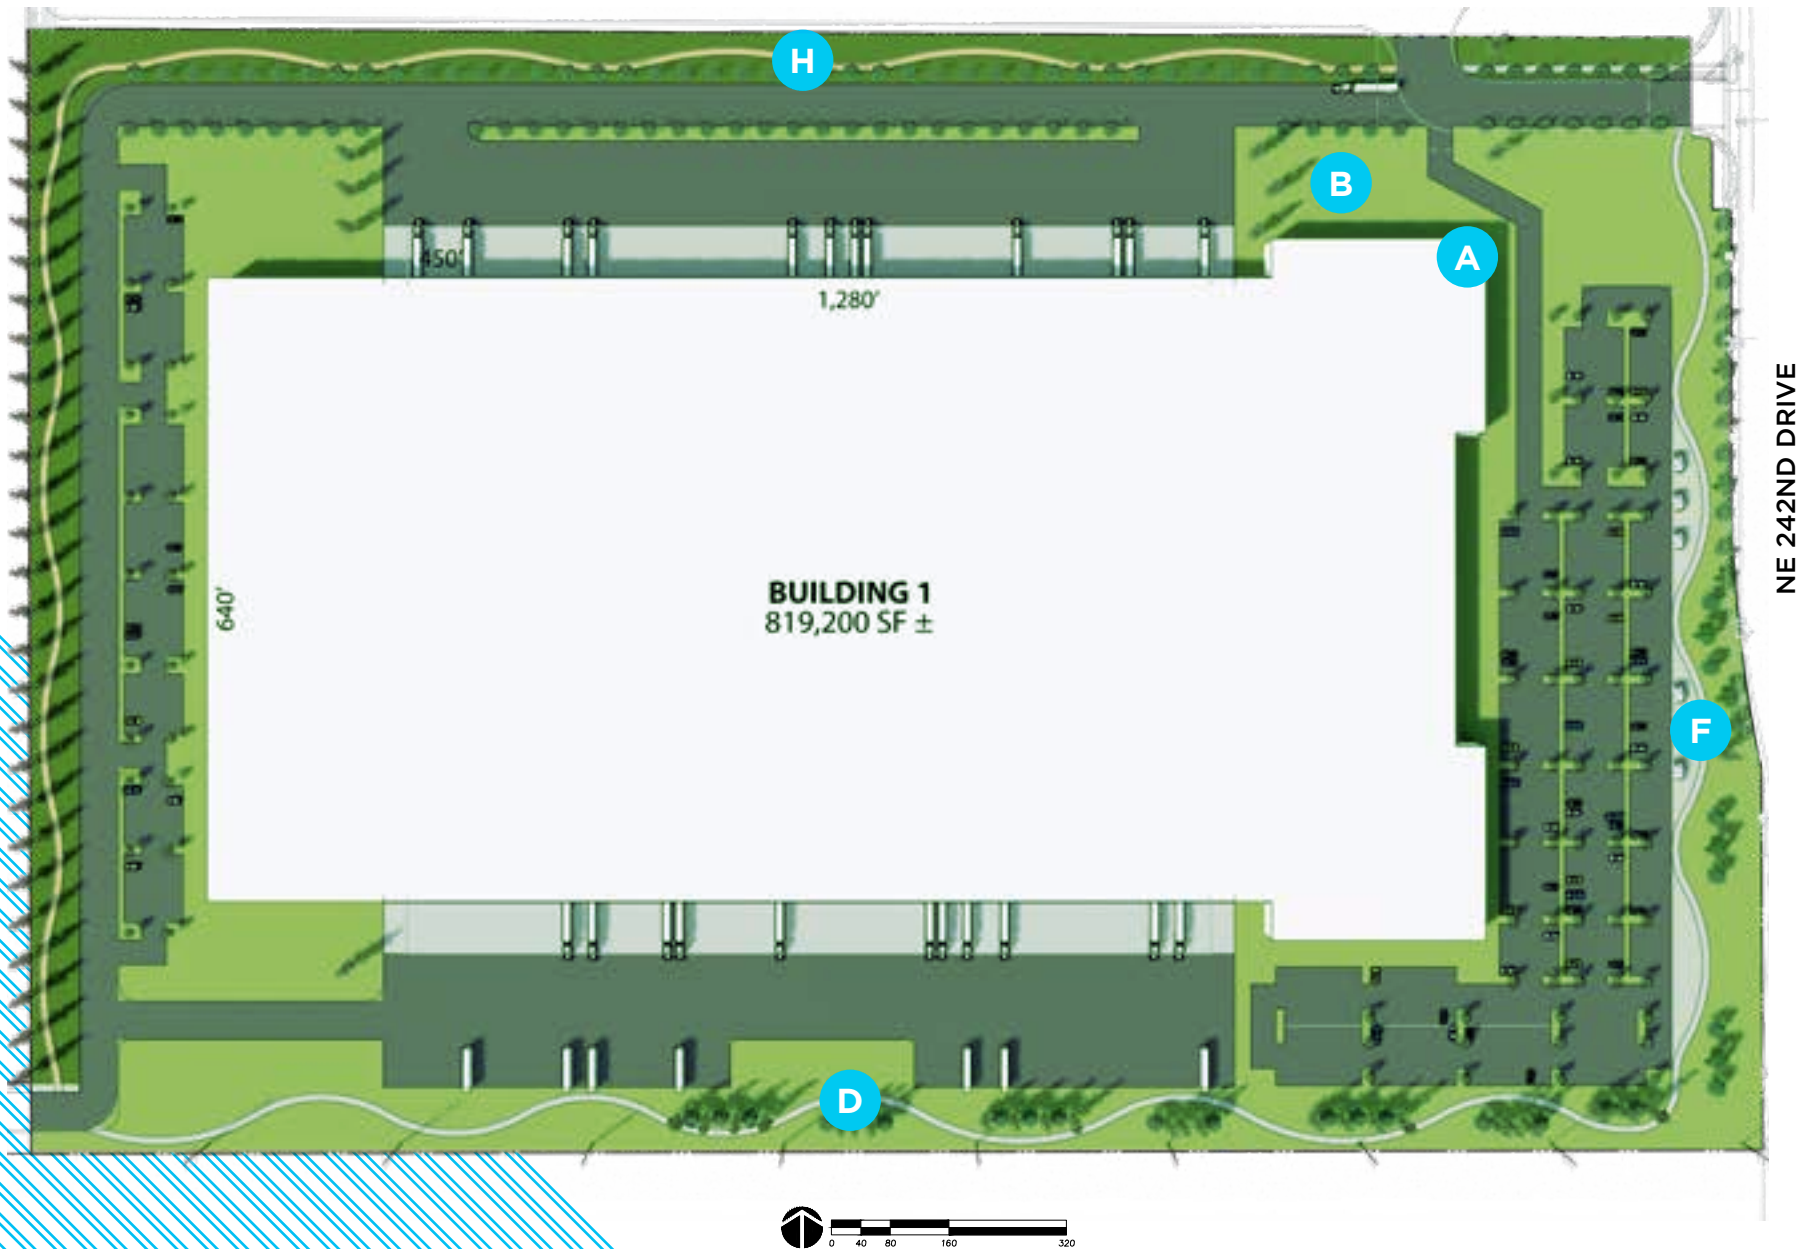 H
B
A
450'
1,280'
NE 242ND DRIVE
BUILDING 1
819,200 SF ±
640'
F
D
0 40 80 160 320